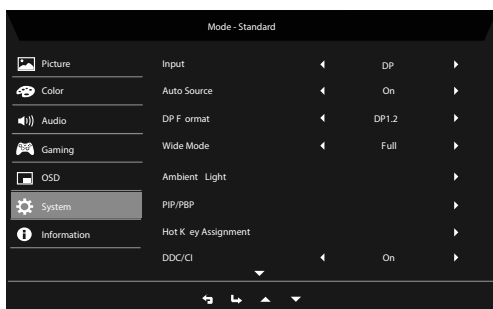 Mode - Standard
Picture
Input DP
Color
Auto Source On
Audio
DP F ormat DP1.2
Gaming
Wide Mode Full
OSD
Ambient Light
System
PIP/PBP
Information
Hot K ey Assignment
DDC/CI On